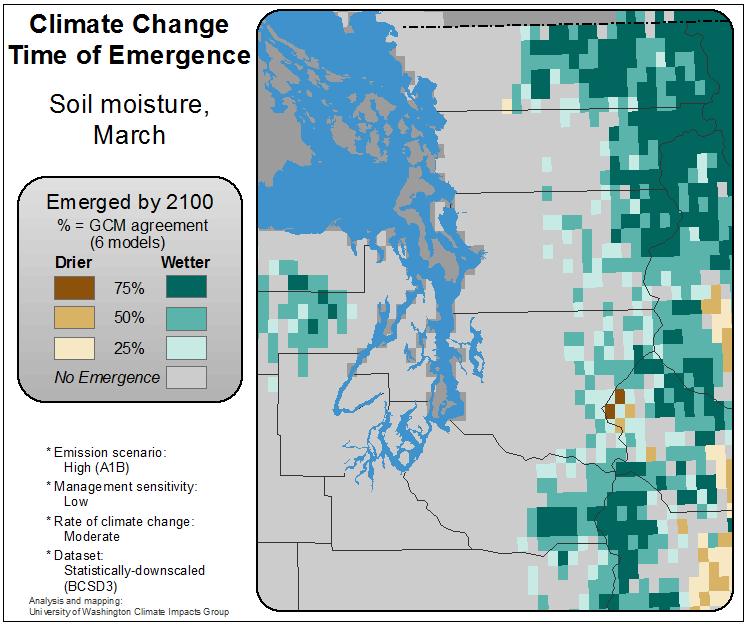 Climate Change
Time of Emergence
Soil moisture,
March
Emerged by 2100
% = GCM agreement
(6 models)
Drier Wetter
75%
50%
25%
No Emergence
* Emission scenario:
High (A1B)
* Management sensitivity:
Low
* Rate of climate change:
Moderate
* Dataset:
Statistically-downscaled
(BCSD3)
Analysis and mapping:
University of Washington Climate Impacts Group